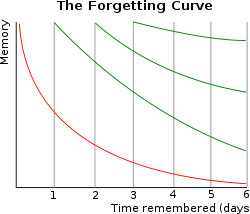 The Forgetting Curve
Memory
1 2 3 4 5 6
Time remembered (days